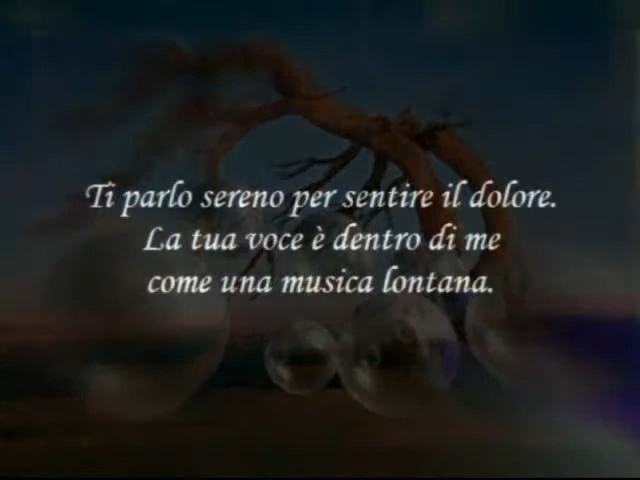 Ti parlo sereno per sentire il dolore.
La tua voce è dentro di me
come una musica lontana.